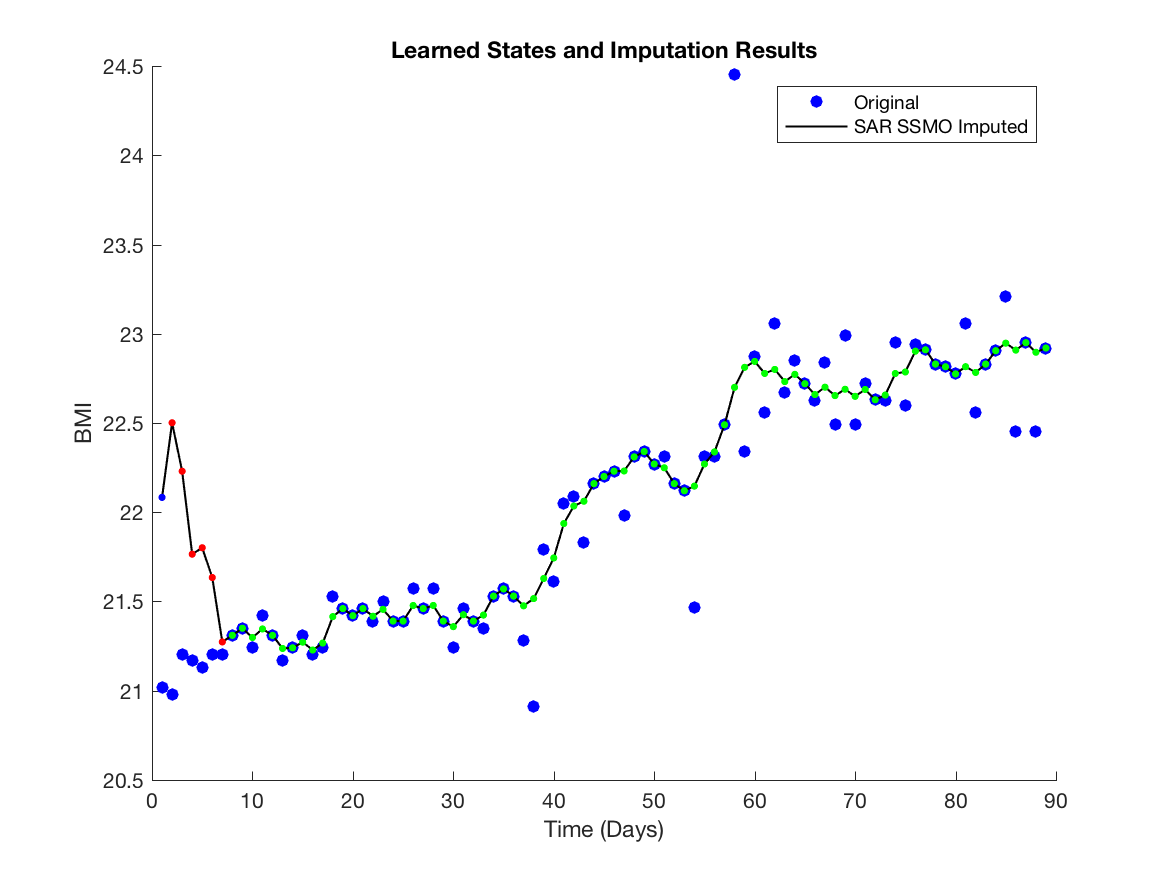 Learned States and Imputation Results
Original
SAR SSMO Imputed
BMI
24.5
24
23.5
23
22.5
22
21.5
21
20.5
0 10 20 30 40 50 60 70 80 90
Time (Days)